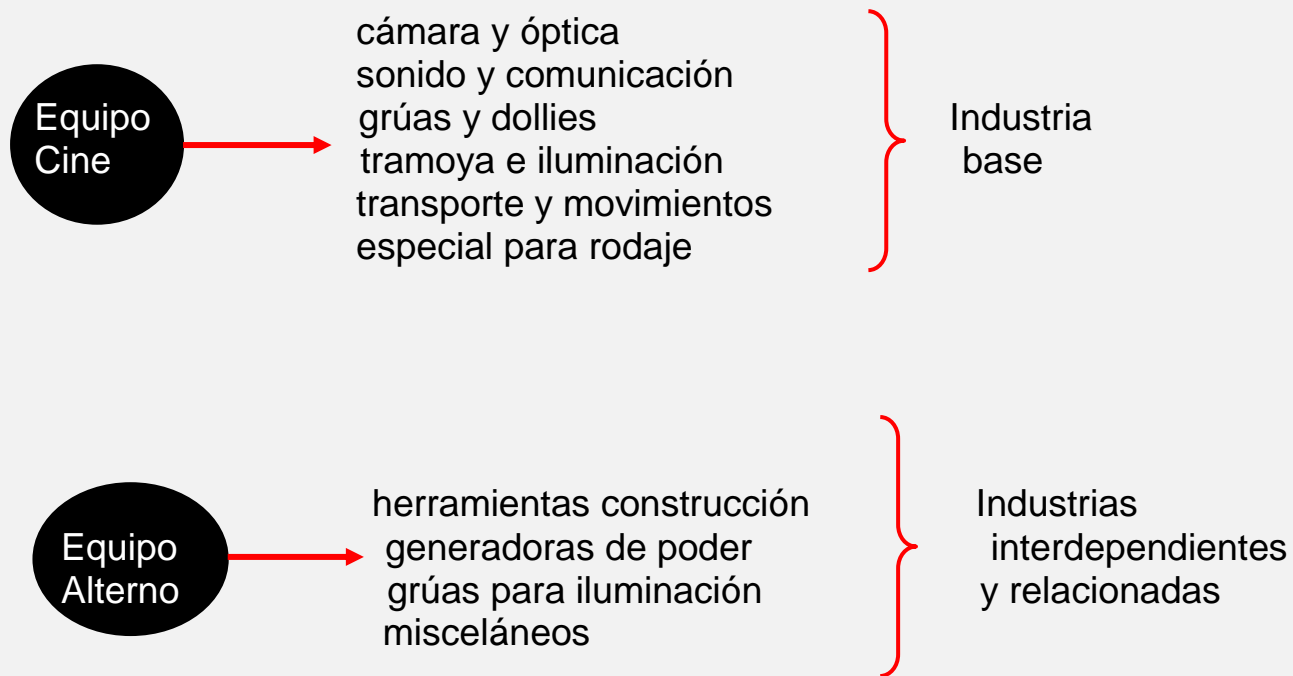 Equipo
Cine
cámara y óptica
sonido y comunicación
grúas y dollies
tramoya e iluminación
transporte y movimientos
especial para rodaje
Industria
base
Equipo
Alterno
herramientas construcción
generadoras de poder
grúas para iluminación
misceláneos
Industrias
interdependientes
y relacionadas